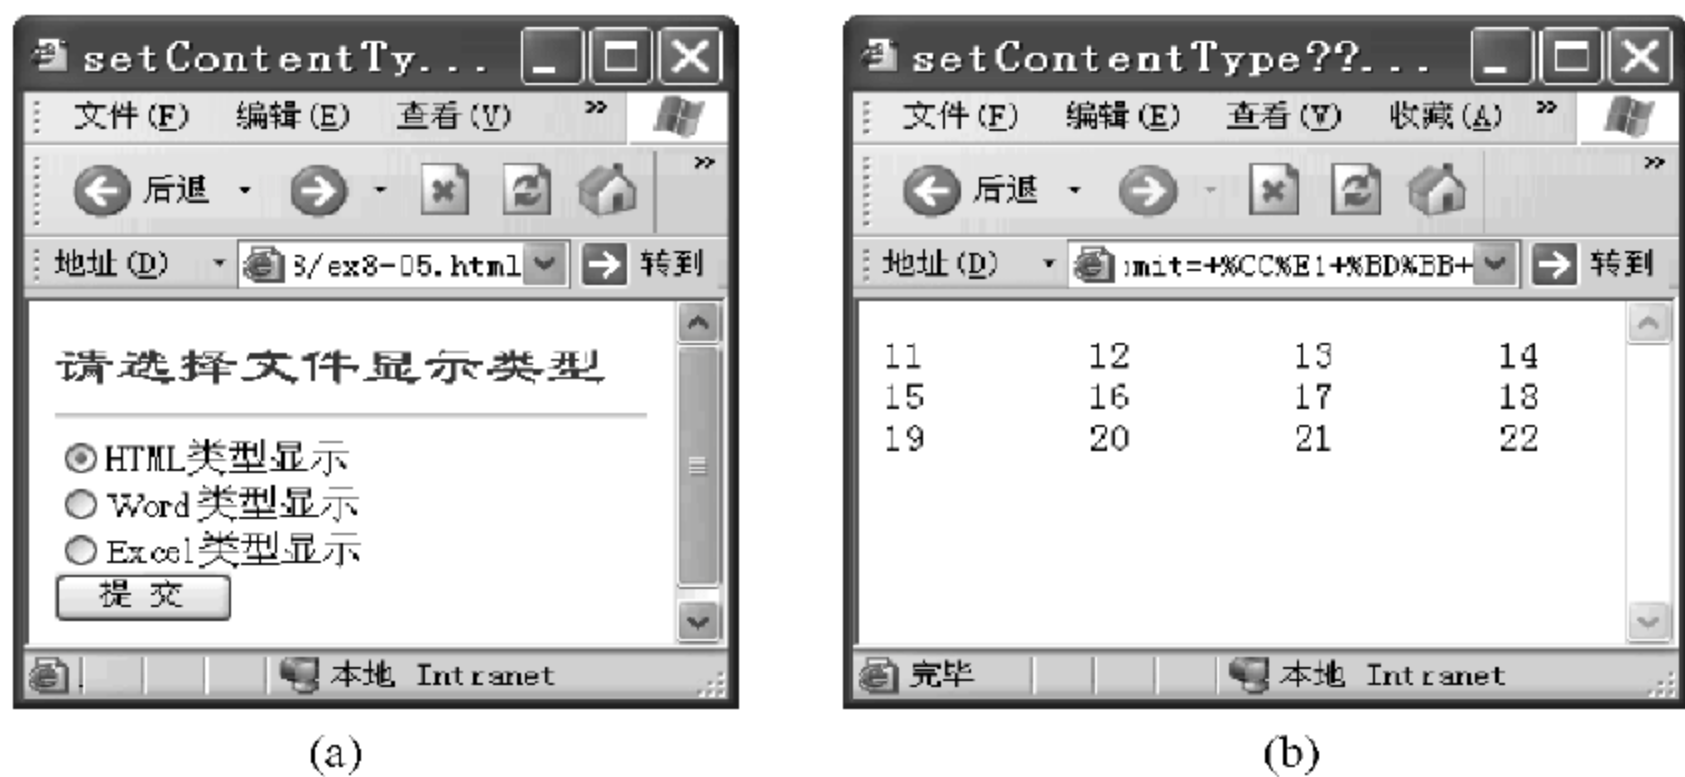 setContentTy...
文件(F) 编辑(E) 查看(V) »
后退 »
地址(D) 8/ex8-05.html 转到
请选择文件显示类型
HTML类型显示
Word类型显示
Excel类型显示
提 交
本地 Intranet
(a)
setContentType??...
文件(F) 编辑(E) 查看(V) 收藏(A) »
后退 »
地址(D) mit=+%CC%E1+%BD%BB+ 转到
11 12 13 14
15 16 17 18
19 20 21 22
完毕 本地 Intranet
(b)